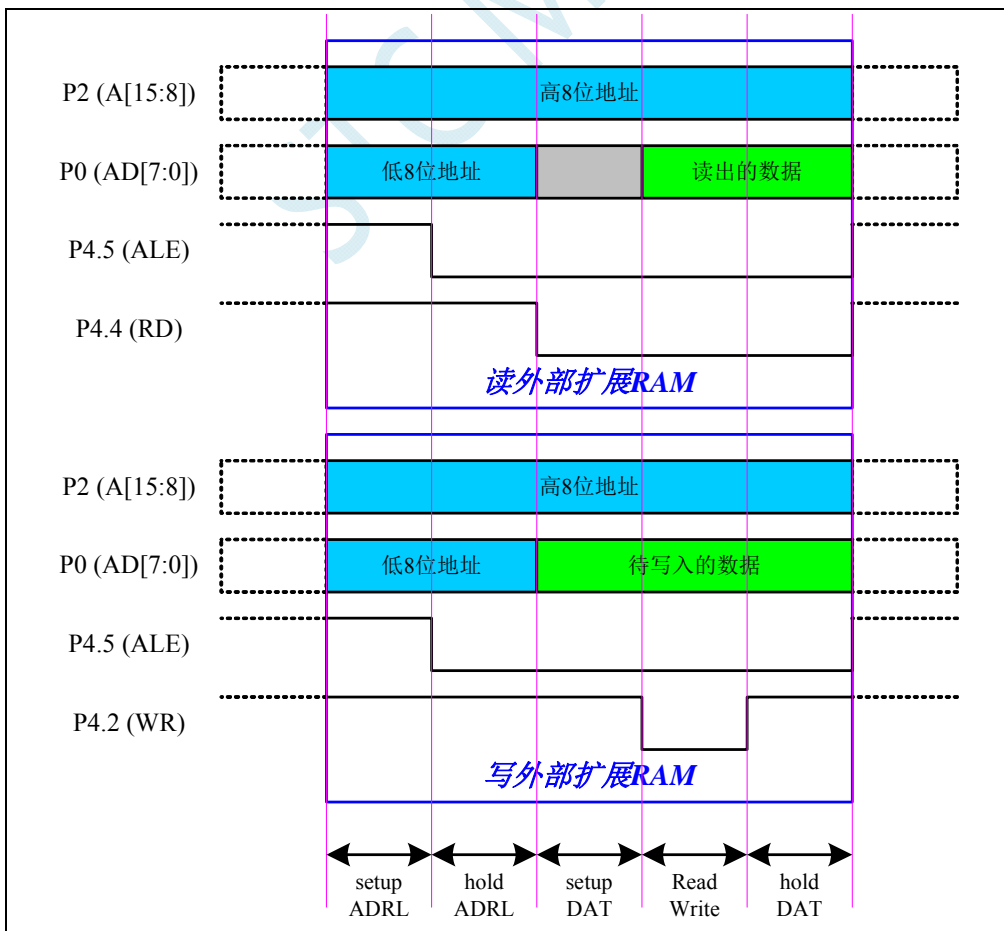 P2 (A[15:8])
高8位地址
P0 (AD[7:0])
低8位地址
读出的数据
P4.5 (ALE)
P4.4 (RD)
读外部扩展RAM
P2 (A[15:8])
高8位地址
P0 (AD[7:0])
低8位地址
待写入的数据
P4.5 (ALE)
P4.2 (WR)
写外部扩展RAM
setup
ADRL
hold
ADRL
setup
DAT
Read
Write
hold
DAT